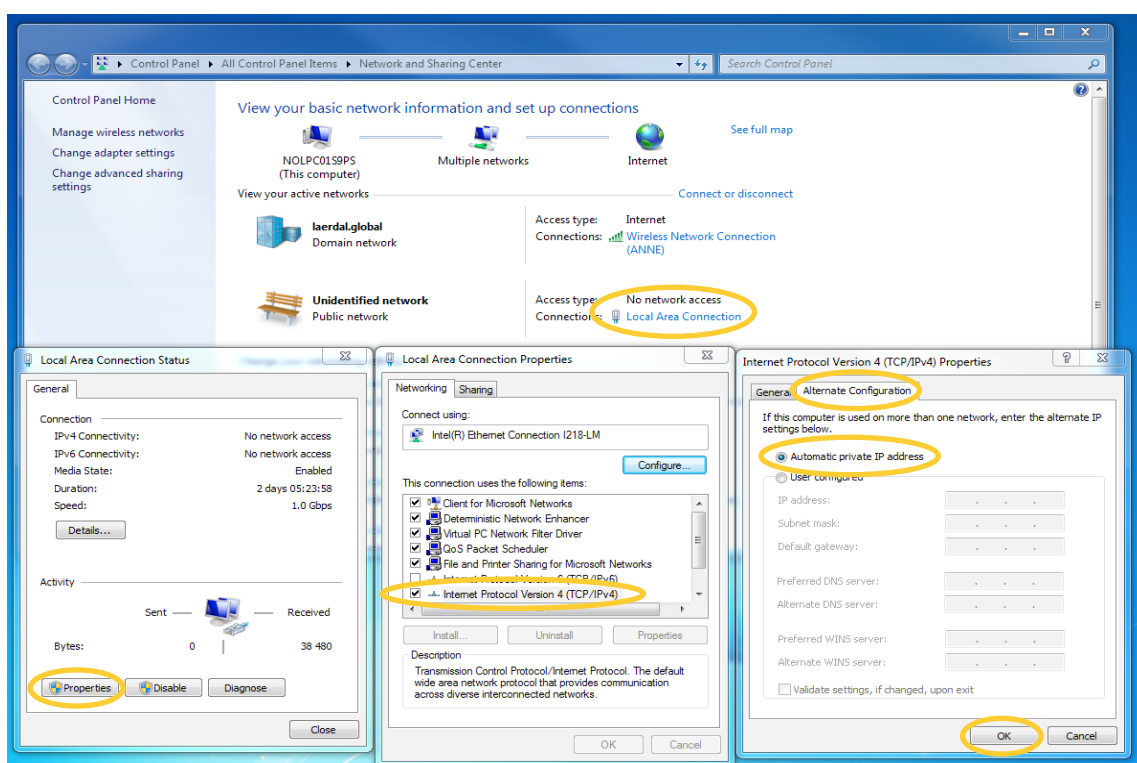 Control Panel ▸ All Control Panel Items ▸ Network and Sharing Center
Search Control Panel
Control Panel Home
Manage wireless networks
Change adapter settings
Change advanced sharing
settings
View your basic network information and set up connections
See full map
NOLPC01S9PS
(This computer)
Multiple networks
Internet
View your active networks
Connect or disconnect
laerdal.global
Domain network
Access type: Internet
Connections: Wireless Network Connection
(ANNE)
Unidentified network
Public network
Access type: No network access
Connections: Local Area Connection
Local Area Connection Status
General
Connection
IPv4 Connectivity: No network access
IPv6 Connectivity: No network access
Media State: Enabled
Duration: 2 days 05:23:58
Speed: 1.0 Gbps
Details...
Activity
Sent
Received
Bytes: 0 38 480
Properties
Disable
Diagnose
Close
Local Area Connection Properties
Networking
Sharing
Connect using:
Intel(R) Ethernet Connection I218-LM
Configure...
This connection uses the following items:
Client for Microsoft Networks
Deterministic Network Enhancer
Virtual PC Network Filter Driver
QoS Packet Scheduler
File and Printer Sharing for Microsoft Networks
Internet Protocol Version 6 (TCP/IPv6)
Internet Protocol Version 4 (TCP/IPv4)
Install...
Uninstall
Properties
Description
Transmission Control Protocol/Internet Protocol. The default
wide area network protocol that provides communication
across diverse interconnected networks.
OK
Cancel
Internet Protocol Version 4 (TCP/IPv4) Properties
General
Alternate Configuration
If this computer is used on more than one network, enter the alternate IP
settings below.
Automatic private IP address
User configured
IP address:
Subnet mask:
Default gateway:
Preferred DNS server:
Alternate DNS server:
Preferred WINS server:
Alternate WINS server:
Validate settings, if changed, upon exit
OK
Cancel